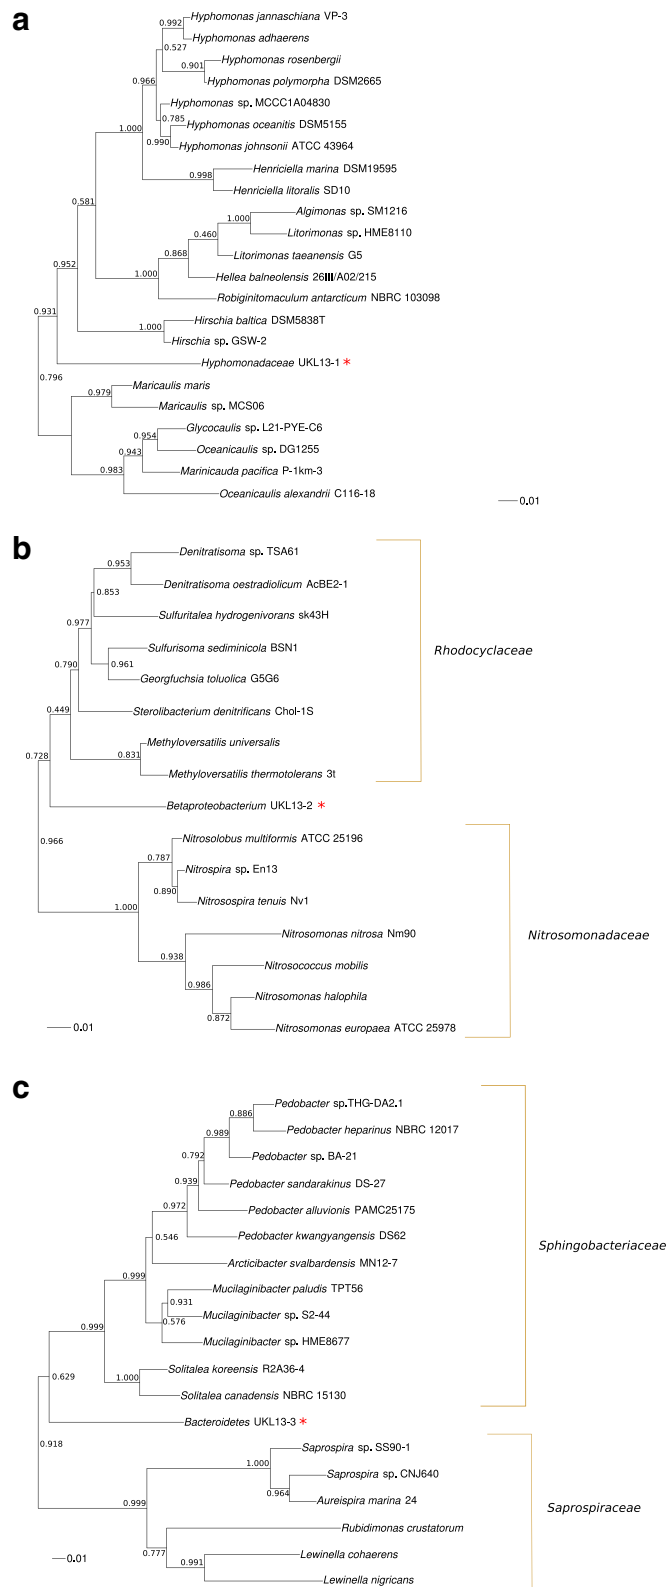 a
0.992
Hyphomonas jannaschiana VP-3
Hyphomonas adhaerens
0.527
Hyphomonas rosenbergii
0.901
0.966
Hyphomonas polymorpha DSM2665
Hyphomonas sp. MCCC1A04830
0.785
Hyphomonas oceanitis DSM5155
1.000
0.990
Hyphomonas johnsonii ATCC 43964
Henriciella marina DSM19595
0.998
Henriciella litoralis SD10
0.581
Algimonas sp. SM1216
1.000
Litorimonas sp. HME8110
0.460
Litorimonas taeanensis G5
0.868
0.952
Hellea balneolensis 26III/A02/215
1.000
Robiginitomaculum antarcticum NBRC 103098
0.931
Hirschia baltica DSM5838T
1.000
Hirschia sp. GSW-2
Hyphomonadaceae UKL13-1 *
0.796
Maricaulis maris
0.979
Maricaulis sp. MCS06
Glycocaulis sp. L21-PYE-C6
0.954
Oceanicaulis sp. DG1255
0.943
Marinicauda pacifica P-1km-3
0.983
Oceanicaulis alexandrii C116-18
0.01
b
Denitratisoma sp. TSA61
0.953
Denitratisoma oestradiolicum AcBE2-1
0.853
Sulfuritalea hydrogenivorans sk43H
0.977
Sulfurisoma sediminicola BSN1
Rhodocyclaceae
0.790
0.961
Georgfuchsia toluolica G5G6
0.449
Sterolibacterium denitrificans Chol-1S
Methyloversatilis universalis
0.728
0.831
Methyloversatilis thermotolerans 3t
Betaproteobacterium UKL13-2 *
0.966
Nitrosolobus multiformis ATCC 25196
0.787
Nitrospira sp. En13
0.890
Nitrosospira tenuis Nv1
1.000
Nitrosomonas nitrosa Nm90
Nitrosomonadaceae
0.938
Nitrosococcus mobilis
0.986
Nitrosomonas halophila
0.872
Nitrosomonas europaea ATCC 25978
0.01
c
Pedobacter sp.THG-DA2.1
0.886
Pedobacter heparinus NBRC 12017
0.989
Pedobacter sp. BA-21
0.792
0.939
Pedobacter sandarakinus DS-27
0.972
Pedobacter alluvionis PAMC25175
0.546
Pedobacter kwangyangensis DS62
Sphingobacteriaceae
Arcticibacter svalbardensis MN12-7
0.999
Mucilaginibacter paludis TPT56
0.931
Mucilaginibacter sp. S2-44
0.576
0.999
Mucilaginibacter sp. HME8677
Solitalea koreensis R2A36-4
0.629
1.000
Solitalea canadensis NBRC 15130
Bacteroidetes UKL13-3 *
0.918
Saprospira sp. SS90-1
1.000
Saprospira sp. CNJ640
0.964
Aureispira marina 24
0.999
Saprospiraceae
Rubidimonas crustatorum
0.777
Lewinella cohaerens
0.01
0.991
Lewinella nigricans